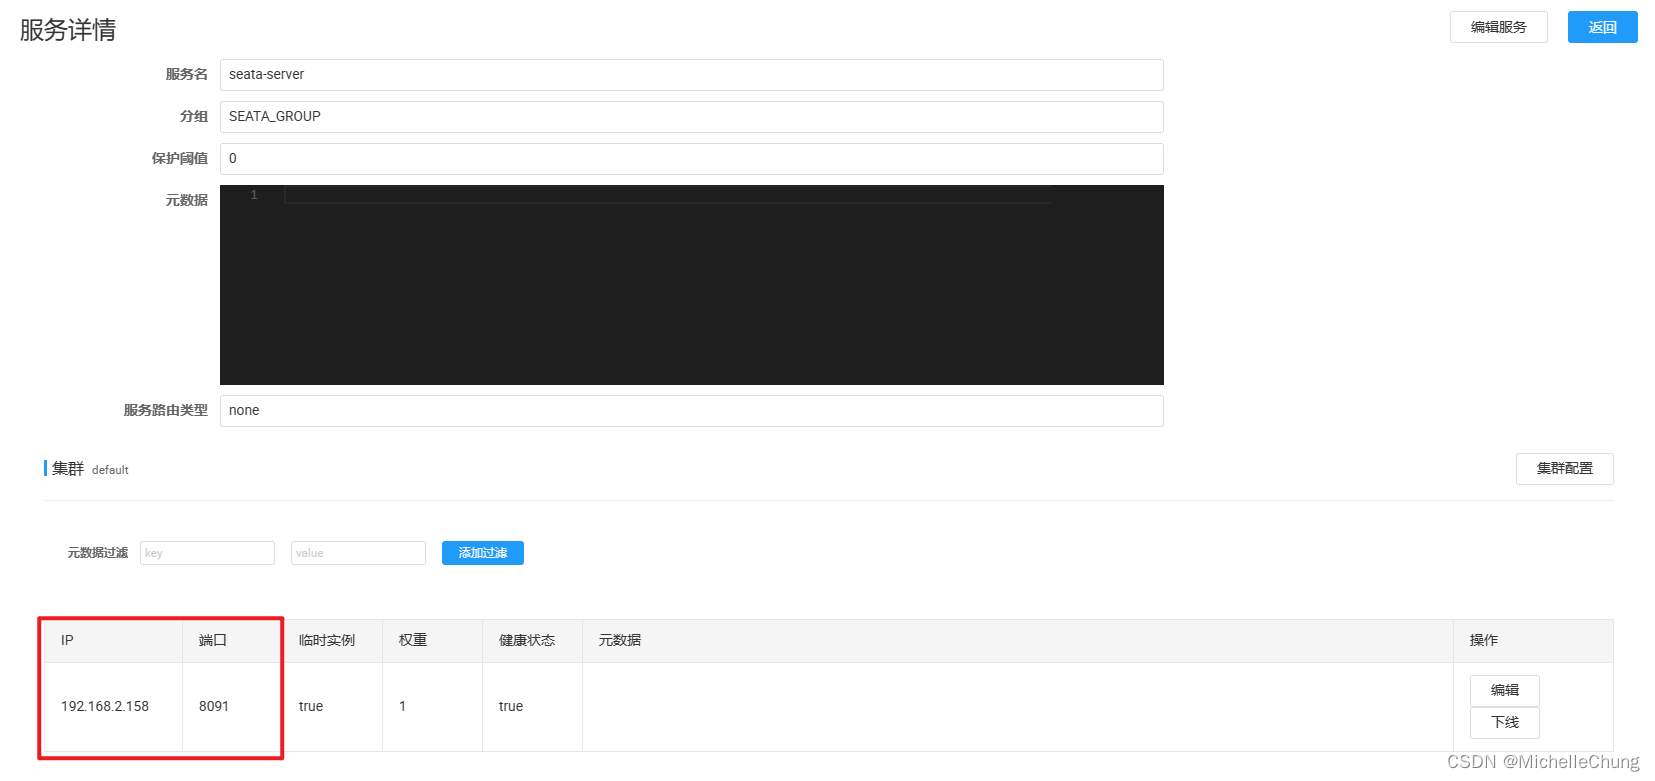 服务详情
编辑服务
返回
服务名 seata-server
分组 SEATA_GROUP
保护阈值 0
元数据 1
服务路由类型 none
集群 default
集群配置
元数据过滤 key value 添加过滤
IP 端口 临时实例 权重 健康状态 元数据 操作
192.168.2.158 8091 true 1 true 编辑
下线
CSDN @MichelleChung